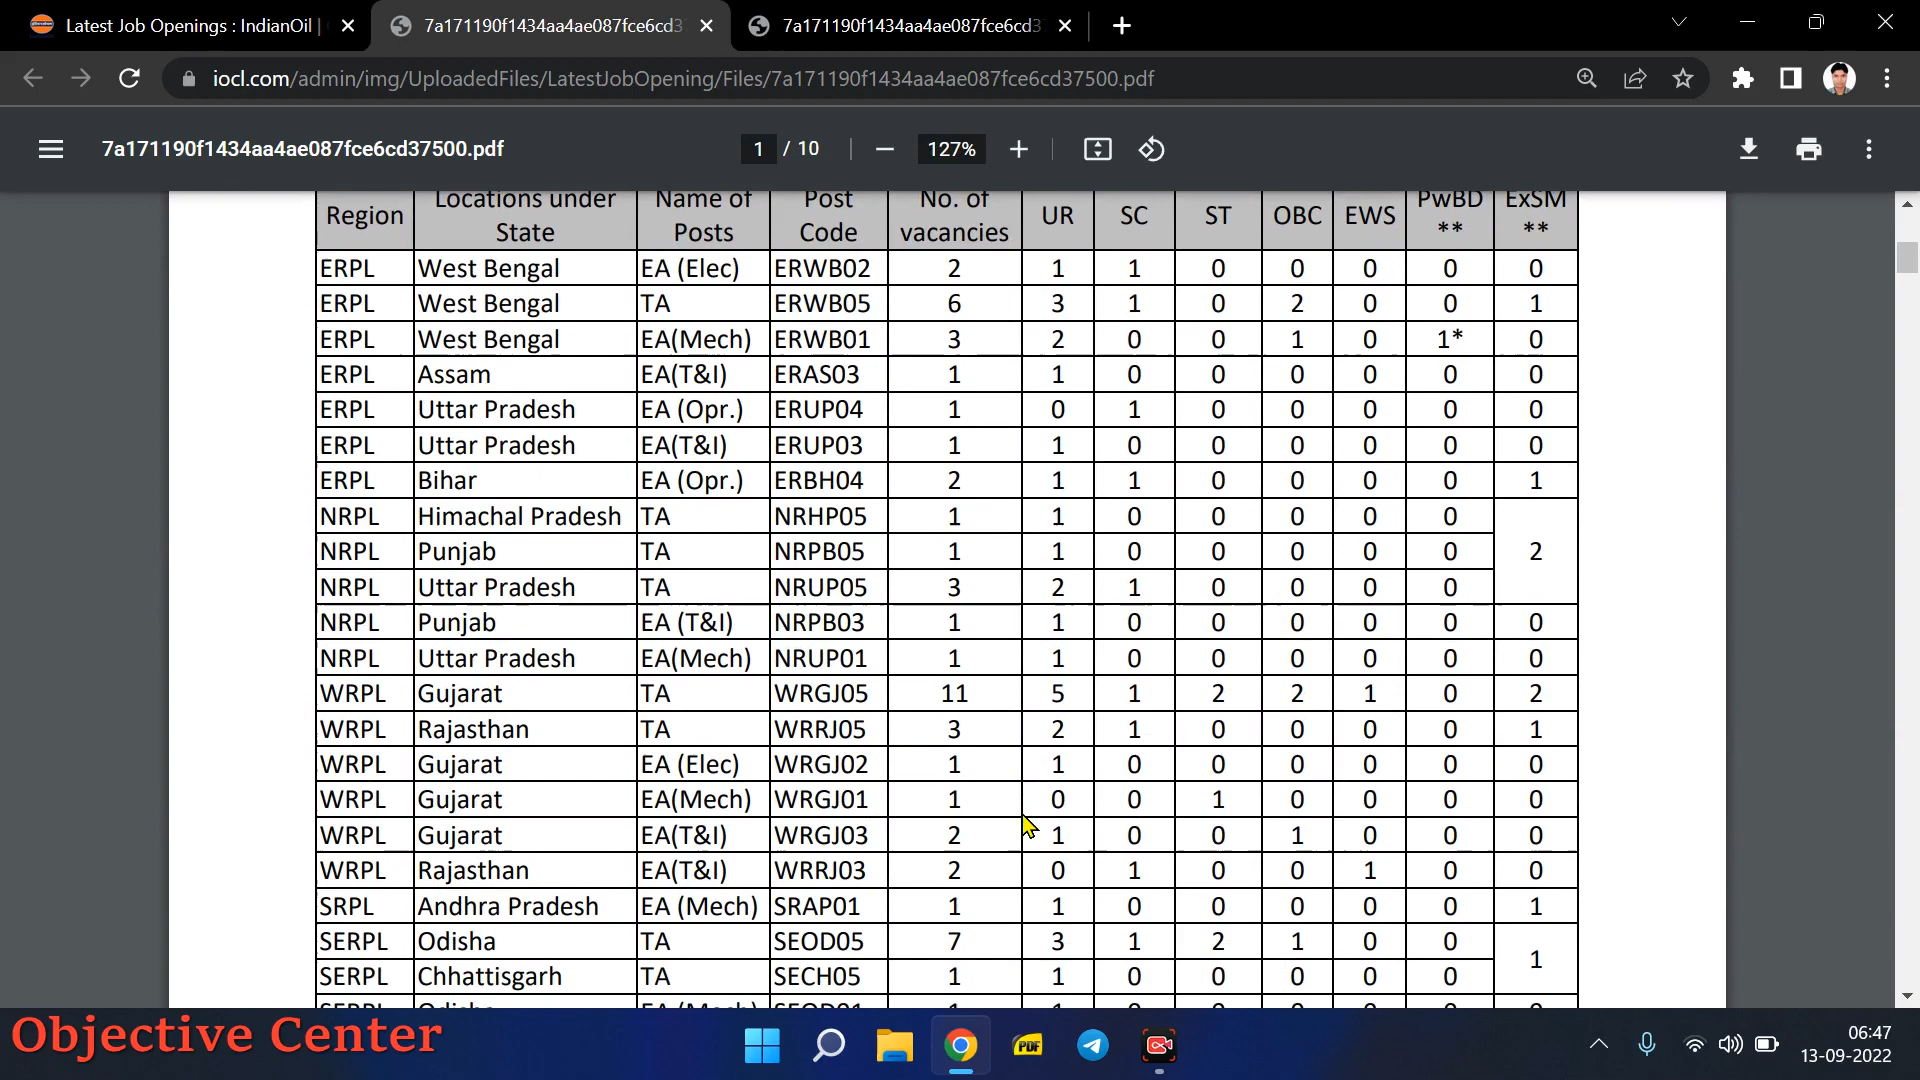 Latest Job Openings : IndianOil |
7a171190f1434aa4ae087fce6cd3
7a171190f1434aa4ae087fce6cd3
iocl.com/admin/img/UploadedFiles/LatestJobOpening/Files/7a171190f1434aa4ae087fce6cd37500.pdf
7a171190f1434aa4ae087fce6cd37500.pdf
1 / 10
127%
Region Locations under State Name of Posts Post Code No. of vacancies UR SC ST OBC EWS PwBD ** ExSM **
ERPL West Bengal EA (Elec) ERWB02 2 1 1 0 0 0 0 0
ERPL West Bengal TA ERWB05 6 3 1 0 2 0 0 1
ERPL West Bengal EA(Mech) ERWB01 3 2 0 0 1 0 1* 0
ERPL Assam EA(T&I) ERAS03 1 1 0 0 0 0 0 0
ERPL Uttar Pradesh EA (Opr.) ERUP04 1 0 1 0 0 0 0 0
ERPL Uttar Pradesh EA(T&I) ERUP03 1 1 0 0 0 0 0 0
ERPL Bihar EA (Opr.) ERBH04 2 1 1 0 0 0 0 1
NRPL Himachal Pradesh TA NRHP05 1 1 0 0 0 0 0
NRPL Punjab TA NRPB05 1 1 0 0 0 0 0 2
NRPL Uttar Pradesh TA NRUP05 3 2 1 0 0 0 0
NRPL Punjab EA (T&I) NRPB03 1 1 0 0 0 0 0 0
NRPL Uttar Pradesh EA(Mech) NRUP01 1 1 0 0 0 0 0 0
WRPL Gujarat TA WRGJ05 11 5 1 2 2 1 0 2
WRPL Rajasthan TA WRRJ05 3 2 1 0 0 0 0 1
WRPL Gujarat EA (Elec) WRGJ02 1 1 0 0 0 0 0 0
WRPL Gujarat EA(Mech) WRGJ01 1 0 0 1 0 0 0 0
WRPL Gujarat EA(T&I) WRGJ03 2 1 0 0 1 0 0 0
WRPL Rajasthan EA(T&I) WRRJ03 2 0 1 0 0 1 0 0
SRPL Andhra Pradesh EA (Mech) SRAP01 1 1 0 0 0 0 0 1
SERPL Odisha TA SEOD05 7 3 1 2 1 0 0 1
SERPL Chhattisgarh TA SECH05 1 1 0 0 0 0 0
Objective Center
PDF
06:47
13-09-2022